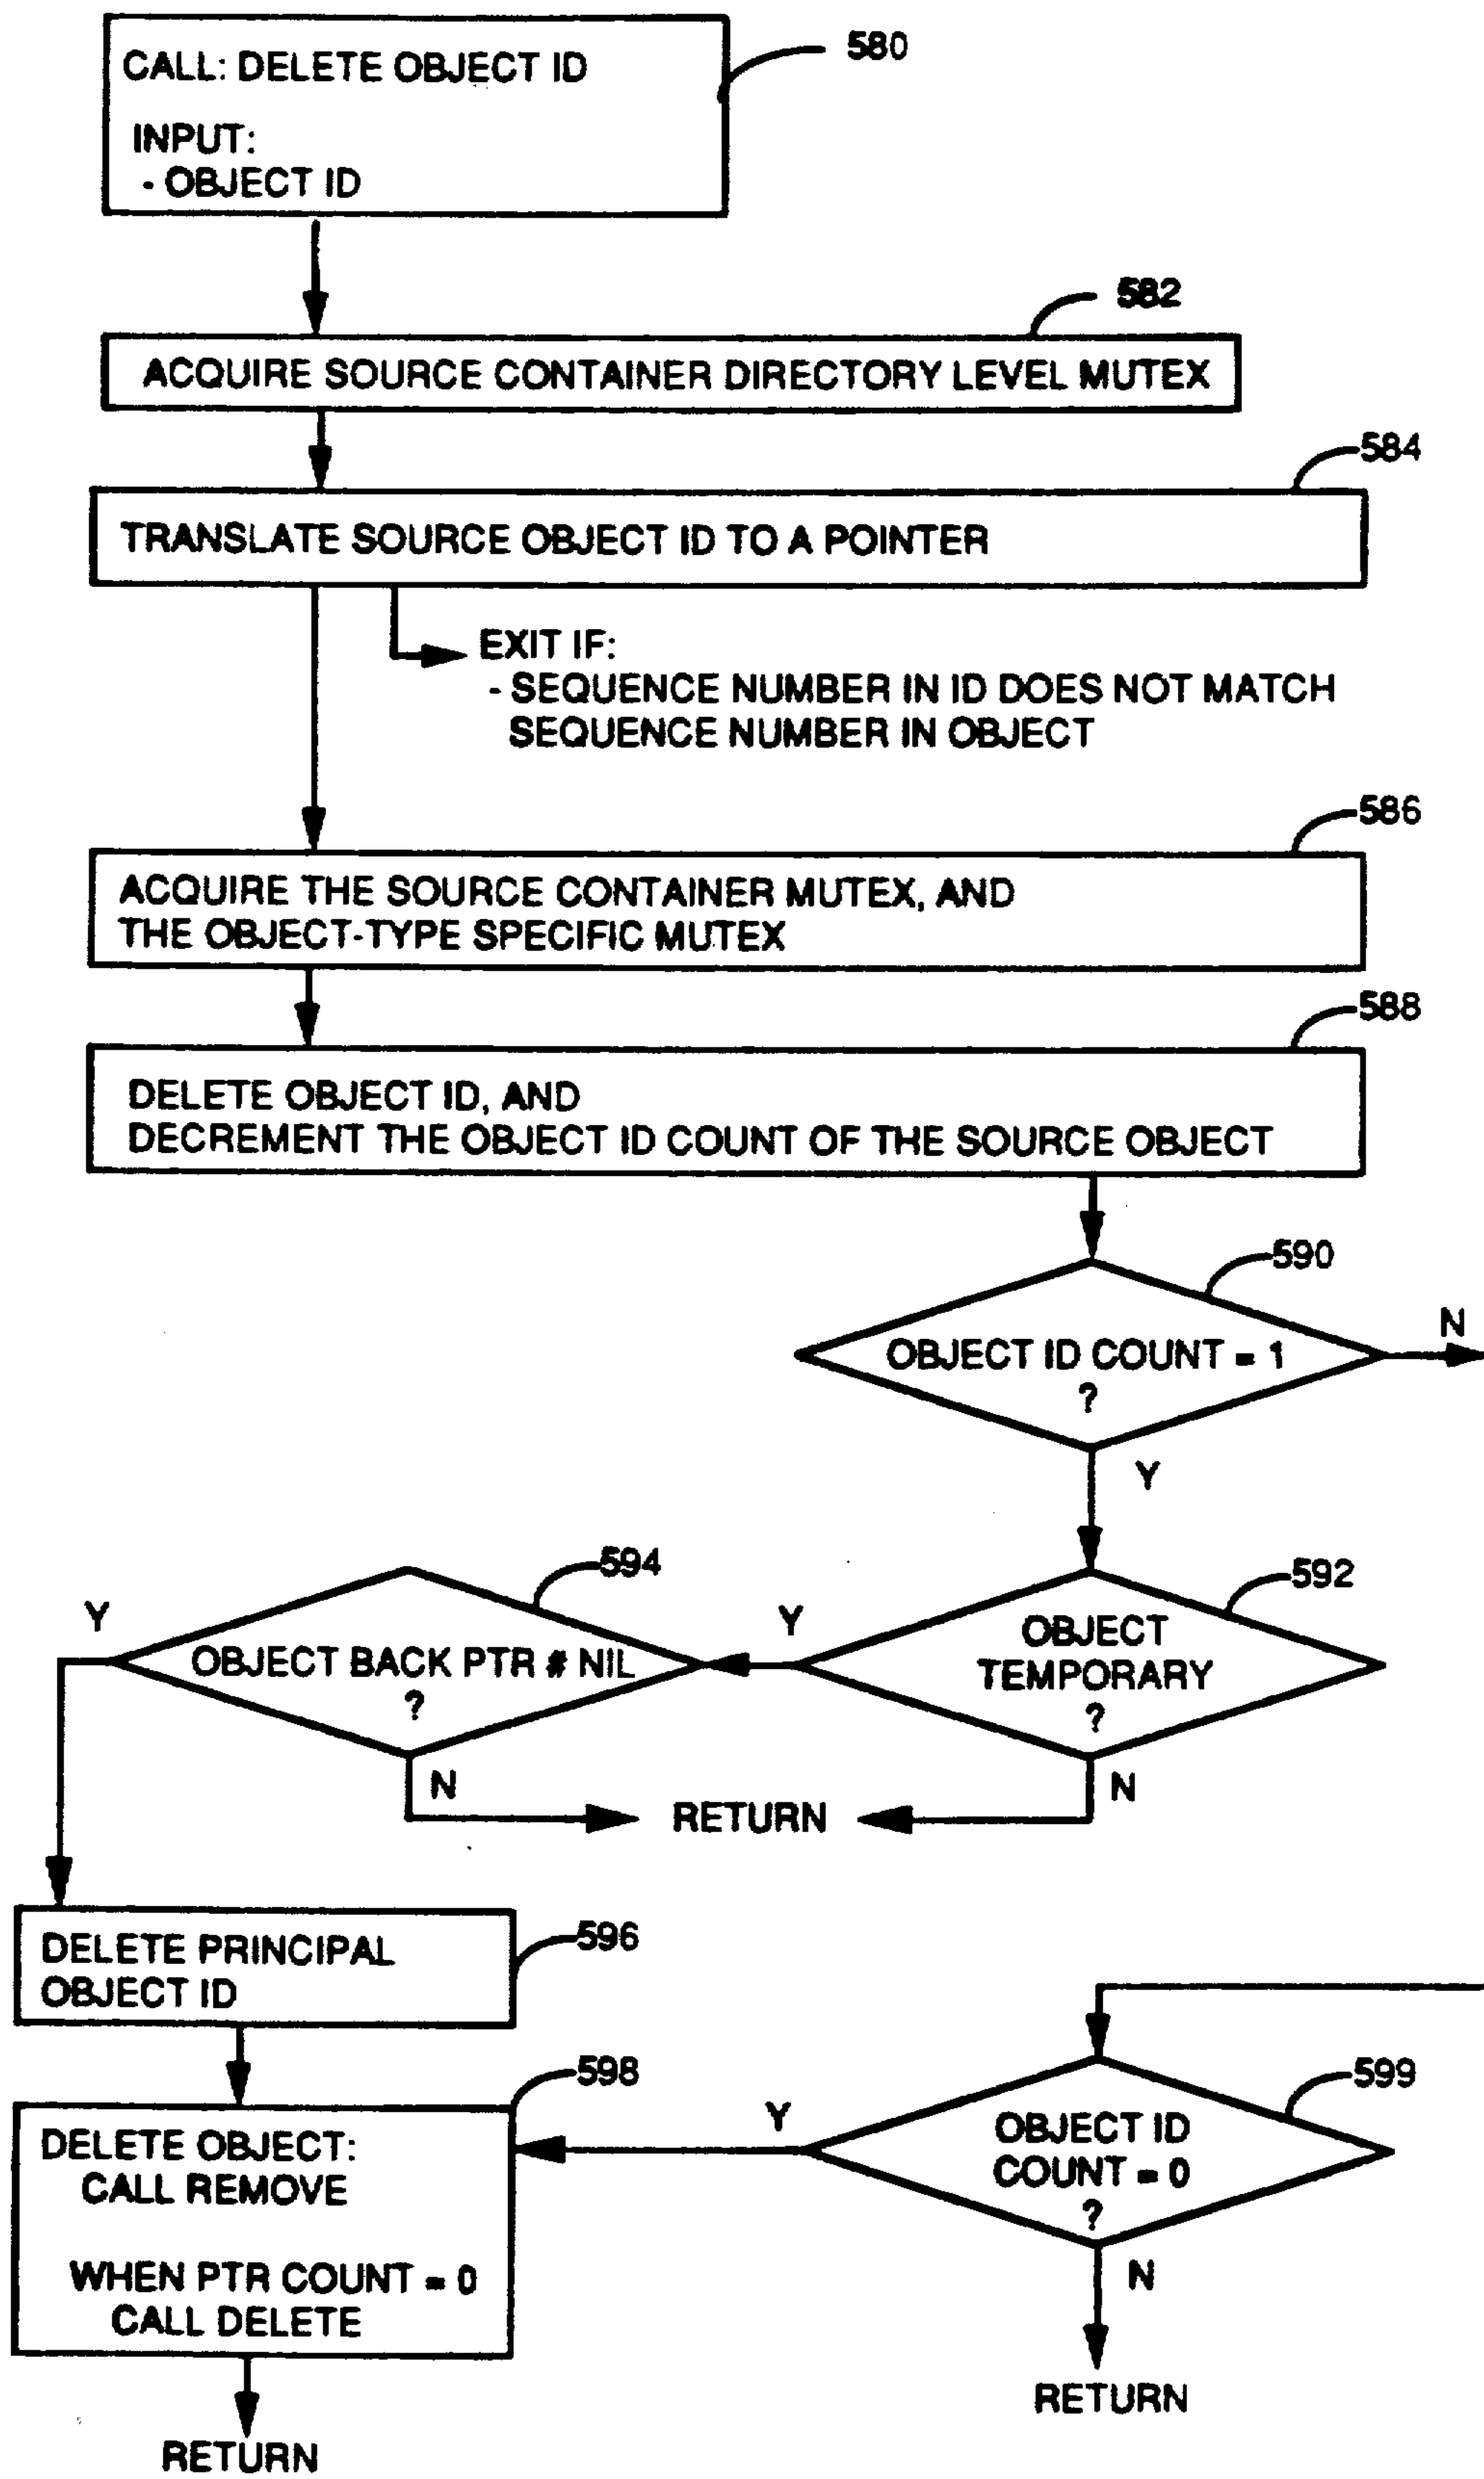 CALL: DELETE OBJECT ID
580
INPUT:
- OBJECT ID
582
ACQUIRE SOURCE CONTAINER DIRECTORY LEVEL MUTEX
584
TRANSLATE SOURCE OBJECT ID TO A POINTER
EXIT IF:
- SEQUENCE NUMBER IN ID DOES NOT MATCH
SEQUENCE NUMBER IN OBJECT
586
ACQUIRE THE SOURCE CONTAINER MUTEX, AND
THE OBJECT-TYPE SPECIFIC MUTEX
588
DELETE OBJECT ID, AND
DECREMENT THE OBJECT ID COUNT OF THE SOURCE OBJECT
590
N
OBJECT ID COUNT = 1
?
Y
594
592
Y
Y
OBJECT BACK PTR # NIL
?
OBJECT
TEMPORARY
?
N
N
RETURN
596
DELETE PRINCIPAL
OBJECT ID
598
599
Y
DELETE OBJECT:
CALL REMOVE
WHEN PTR COUNT = 0
CALL DELETE
OBJECT ID
COUNT = 0
?
N
RETURN
RETURN